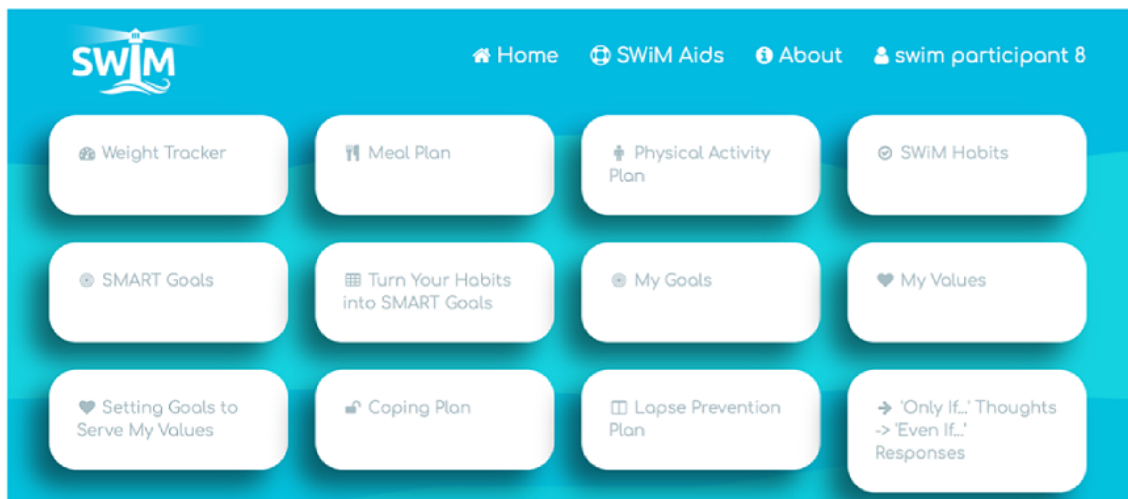 SWiM
Home SWiM Aids About swim participant 8
Weight Tracker
Meal Plan
Physical Activity
Plan
SWiM Habits
SMART Goals
Turn Your Habits
into SMART Goals
My Goals
My Values
Setting Goals to
Serve My Values
Coping Plan
Lapse Prevention
Plan
'Only If...' Thoughts
-> 'Even If...'
Responses